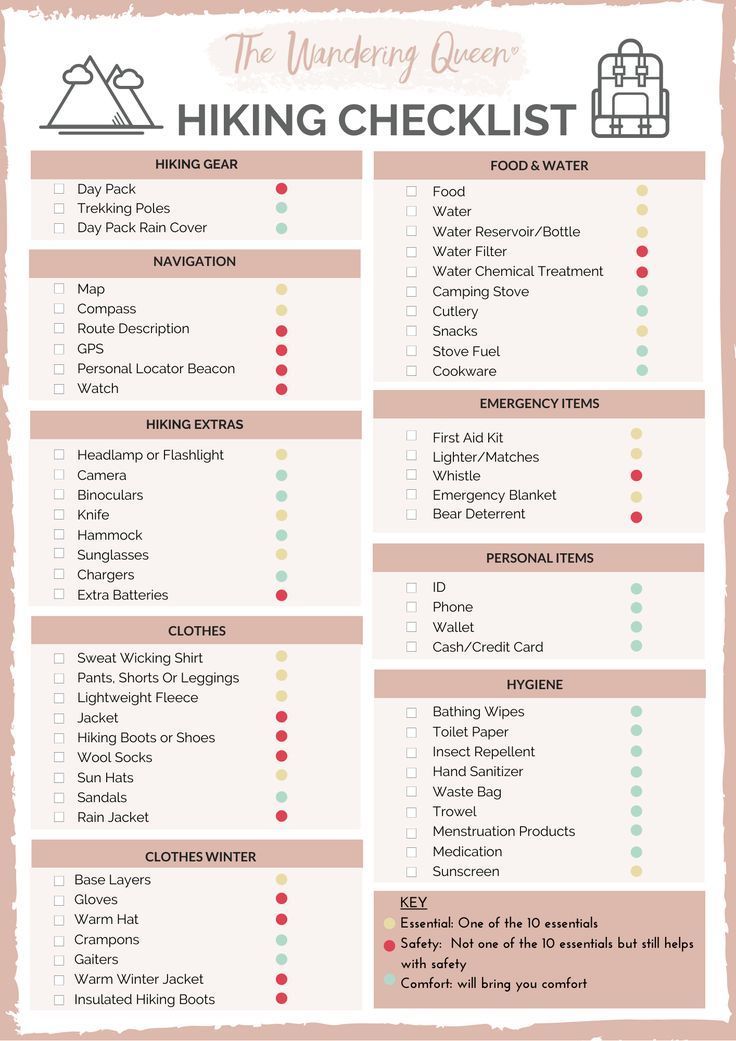 The Wandering Queen
HIKING CHECKLIST
HIKING GEAR
Day Pack
Trekking Poles
Day Pack Rain Cover
NAVIGATION
Map
Compass
Route Description
GPS
Personal Locator Beacon
Watch
HIKING EXTRAS
Headlamp or Flashlight
Camera
Binoculars
Knife
Hammock
Sunglasses
Chargers
Extra Batteries
CLOTHES
Sweat Wicking Shirt
Pants, Shorts Or Leggings
Lightweight Fleece
Jacket
Hiking Boots or Shoes
Wool Socks
Sun Hats
Sandals
Rain Jacket
CLOTHES WINTER
Base Layers
Gloves
Warm Hat
Crampons
Gaiters
Warm Winter Jacket
Insulated Hiking Boots
FOOD & WATER
Food
Water
Water Reservoir/Bottle
Water Filter
Water Chemical Treatment
Camping Stove
Cutlery
Snacks
Stove Fuel
Cookware
EMERGENCY ITEMS
First Aid Kit
Lighter/Matches
Whistle
Emergency Blanket
Bear Deterrent
PERSONAL ITEMS
ID
Phone
Wallet
Cash/Credit Card
HYGIENE
Bathing Wipes
Toilet Paper
Insect Repellent
Hand Sanitizer
Waste Bag
Trowel
Menstruation Products
Medication
Sunscreen
KEY
Essential: One of the 10 essentials
Safety: Not one of the 10 essentials but still helps
with safety
Comfort: will bring you comfort